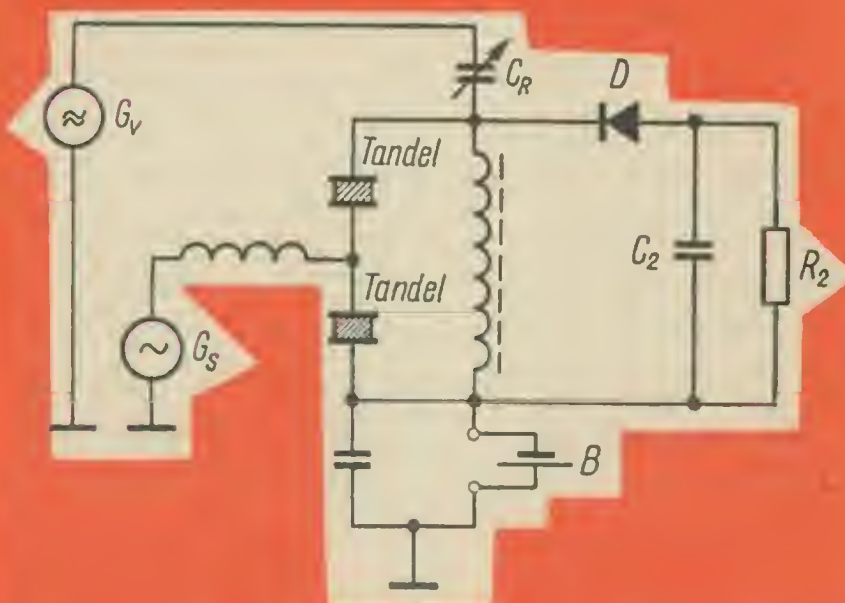 C_R
D
G_V
Tandel
C_2
R_2
Tandel
G_S
B